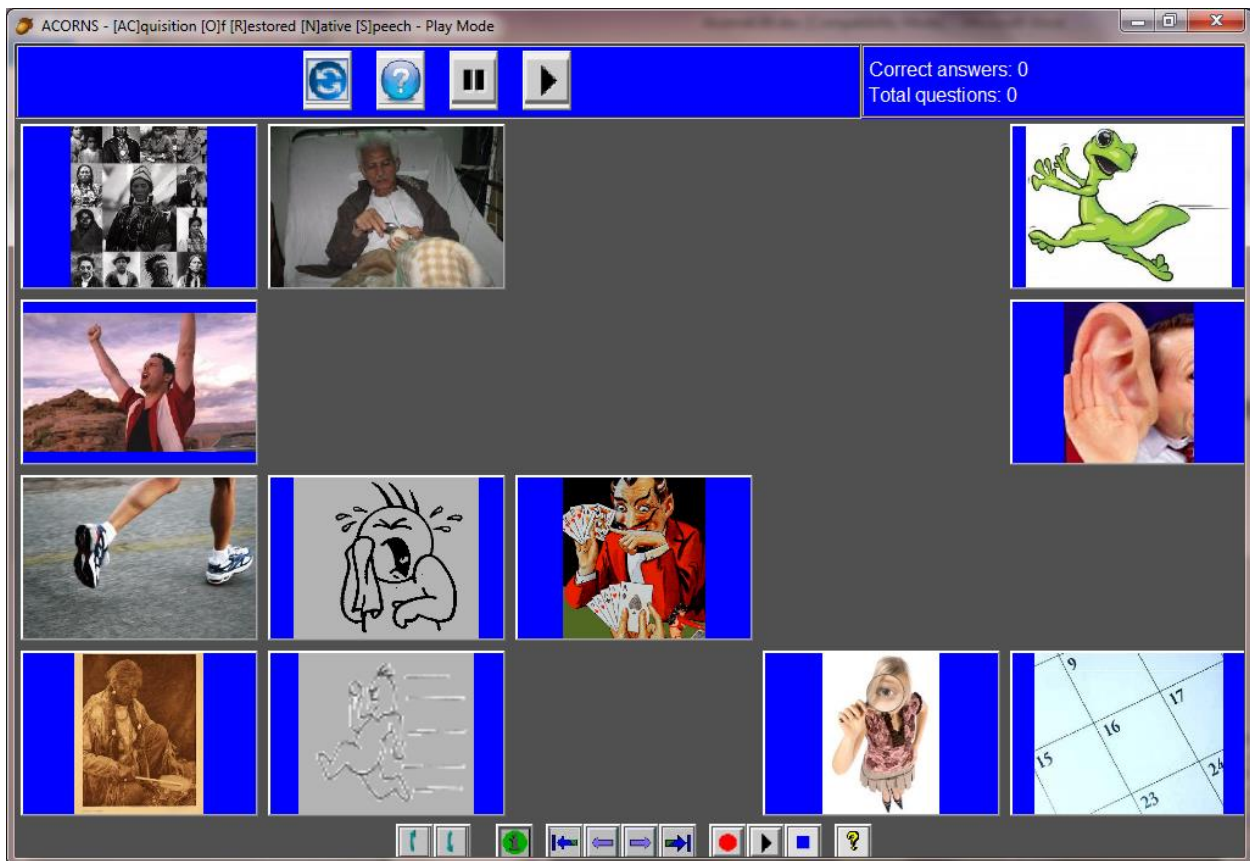 ACORNS - [AC]quisition [O]f [R]estored [N]ative [S]peech - Play Mode
Correct answers: 0
Total questions: 0
9
17
16
15
24
23